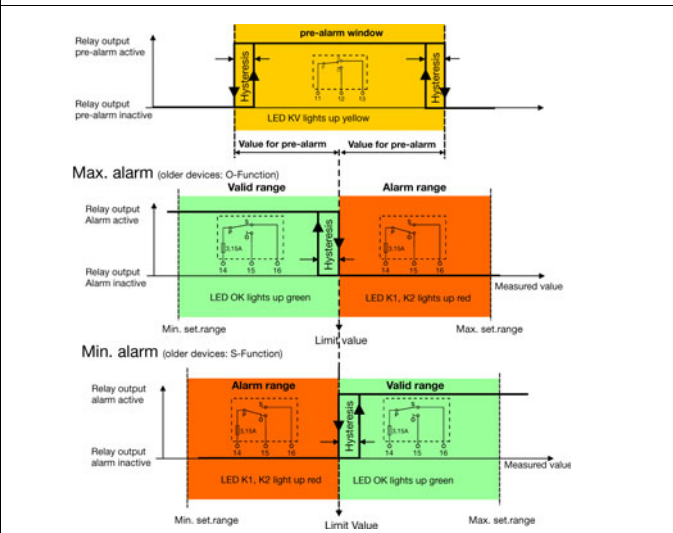 pre-alarm window
Relay output
pre-alarm active
Hysteresis
Hysteresis
11 12 13
Relay output
pre-alarm inactive
LED KV lights up yellow
Value for pre-alarm Value for pre-alarm
Max. alarm (older devices: O-Function)
Valid range Alarm range
Relay output
Alarm active
Hysteresis
S
P
Ö
3,15A
14 15 16
S
P
Ö
3,15A
14 15 16
Relay output
Alarm inactive
Measured value
LED OK lights up green LED K1, K2 lights up red
Min. set.range Max. set.range
Limit value
Min. alarm (older devices: S-Function)
Alarm range Valid range
Relay output
alarm active
S
P
Ö
3,15A
14 15 16
Hysteresis
S
P
Ö
3,15A
14 15 16
Relay output
alarm inactive
Measured value
LED K1, K2 light up red LED OK lights up green
Min. set.range Max. set.range
Limit Value